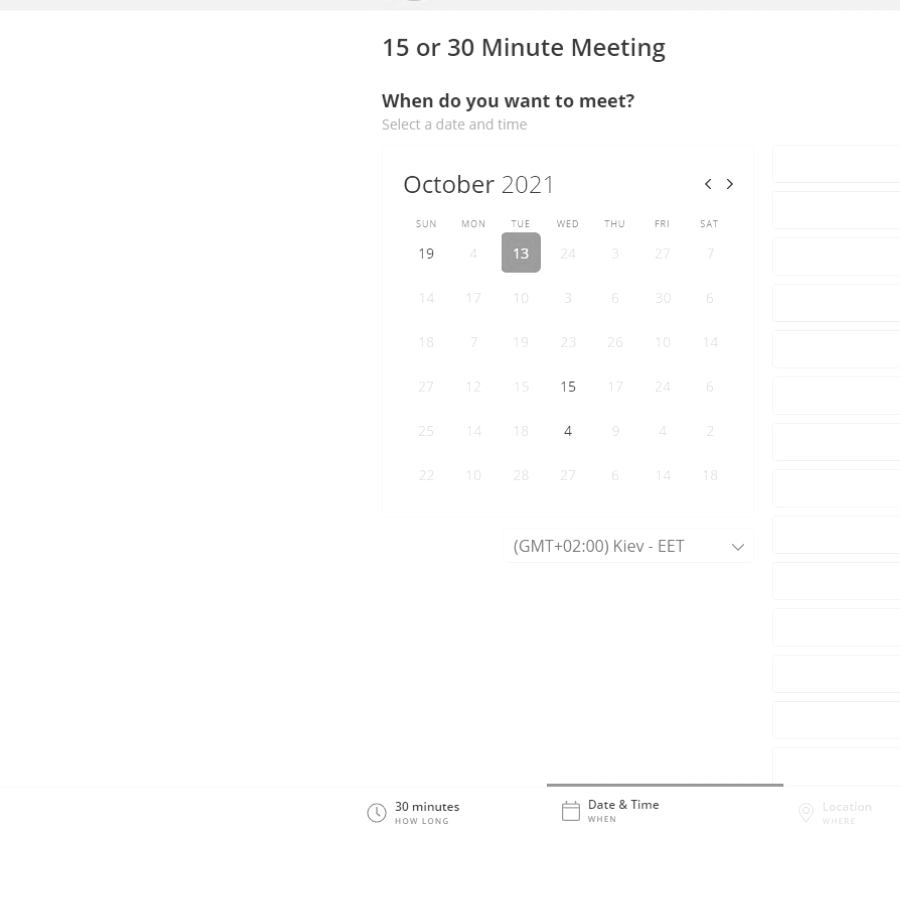 15 or 30 Minute Meeting
When do you want to meet?
Select a date and time
October 2021
SUN MON TUE WED THU FRI SAT
19 4 13 24 3 27 7
14 17 10 3 6 30 6
18 7 19 23 26 10 14
27 12 15 15 17 24 6
25 14 18 4 9 4 2
22 10 28 27 6 14 18
(GMT+02:00) Kiev - EET
30 minutes
HOW LONG
Date & Time
WHEN
Location
WHERE